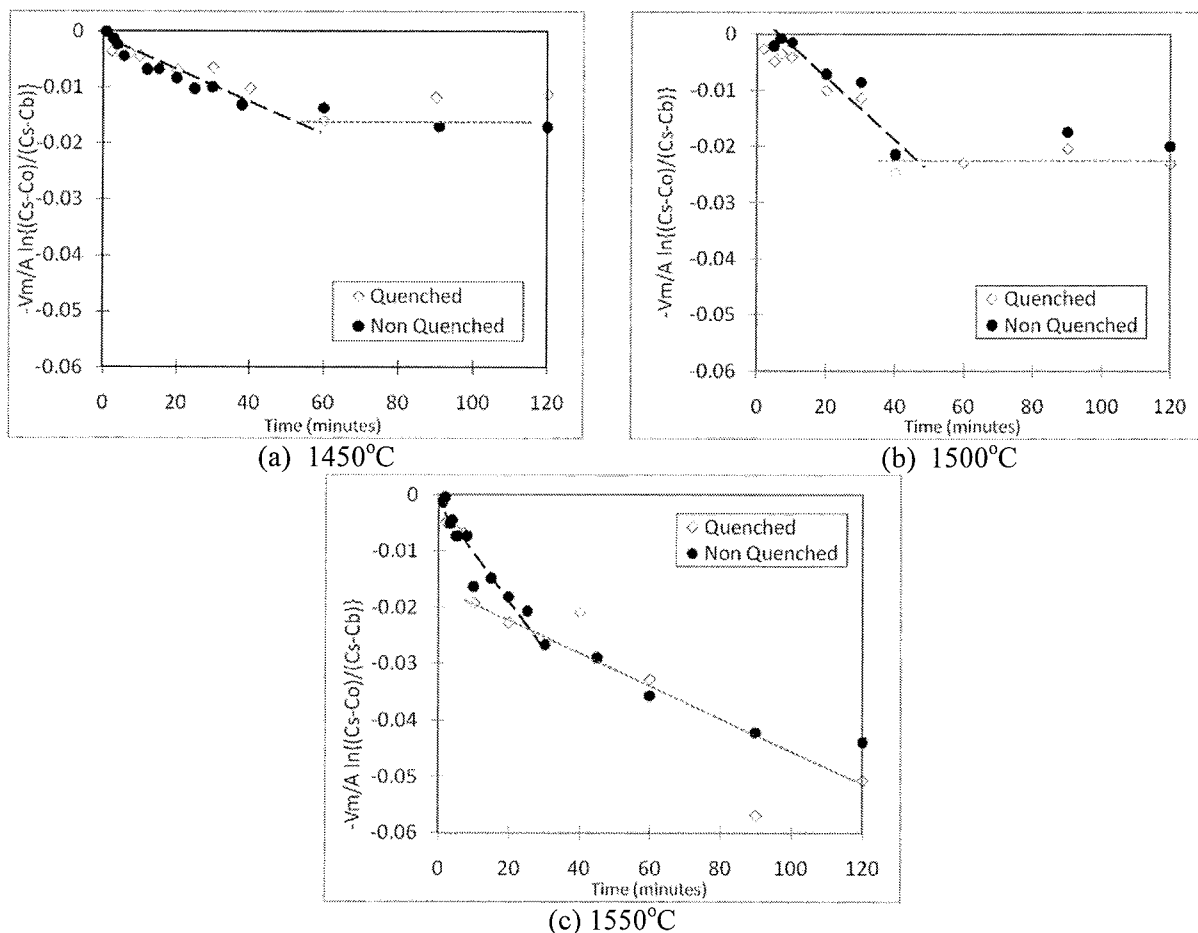 0
-0.01
-0.02
-0.03
-0.04
-0.05
-0.06
-Vm/A ln{(Cs-Co)/(Cs-Cb)}
◇ Quenched
● Non Quenched
0 20 40 60 80 100 120
Time (minutes)
(a) 1450°C
0
-0.01
-0.02
-0.03
-0.04
-0.05
-0.06
-Vm/A ln{(Cs-Co)/(Cs-Cb)}
◇ Quenched
● Non Quenched
0 20 40 60 80 100 120
Time (minutes)
(b) 1500°C
0
-0.01
-0.02
-0.03
-0.04
-0.05
-0.06
-Vm/A ln{(Cs-Co)/(Cs-Cb)}
◇ Quenched
● Non Quenched
0 20 40 60 80 100 120
Time (minutes)
(c) 1550°C